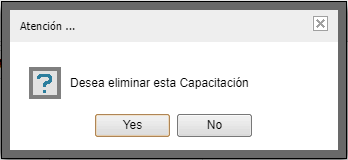 Atención ...
Desea eliminar esta Capacitación
Yes
No